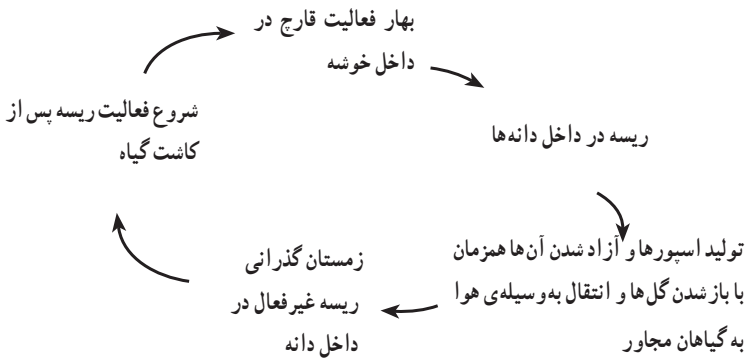 بهار فعالیت قارچ در
داخل خوشه
ریسه در داخل دانه‌ها
تولید اسپورها و آزاد شدن آن‌ها همزمان
با باز شدن گل‌ها و انتقال به‌وسیله‌ی هوا
به گیاهان مجاور
زمستان گذرانی
ریسه غیرفعال در
داخل دانه
شروع فعالیت ریسه پس از
کاشت گیاه